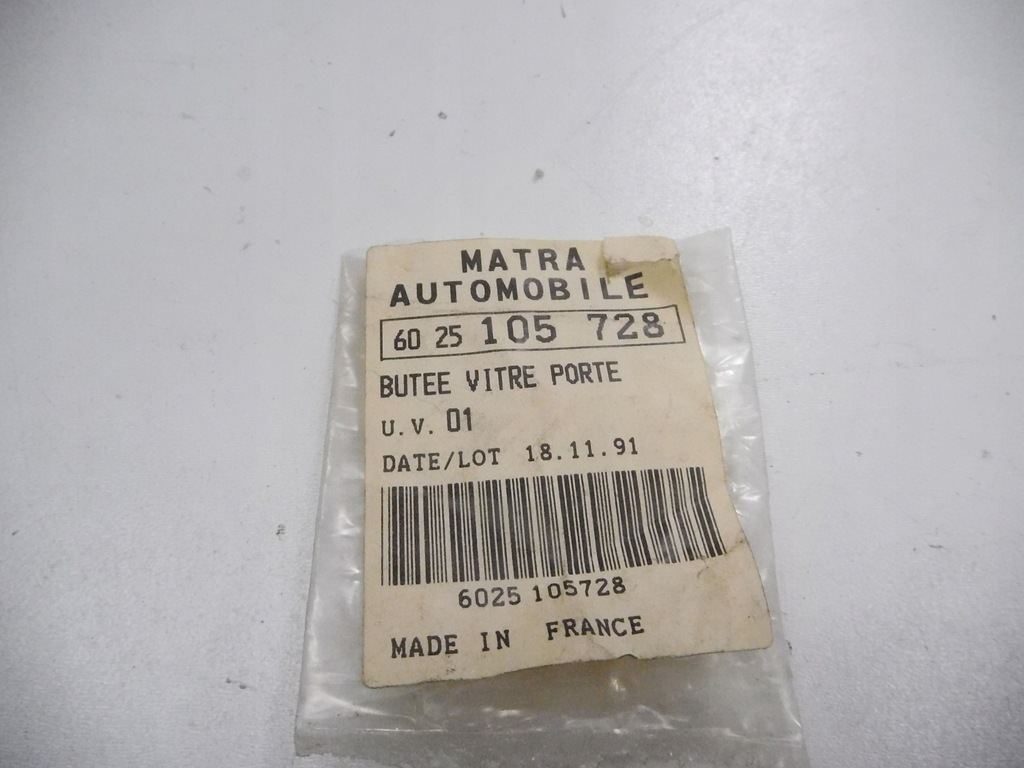 MATRA
AUTOMOBILE
60 25 105 728
BUTEE VITRE PORTE
U.V. 01
DATE/LOT 18.11.91
6025 105728
MADE IN FRANCE